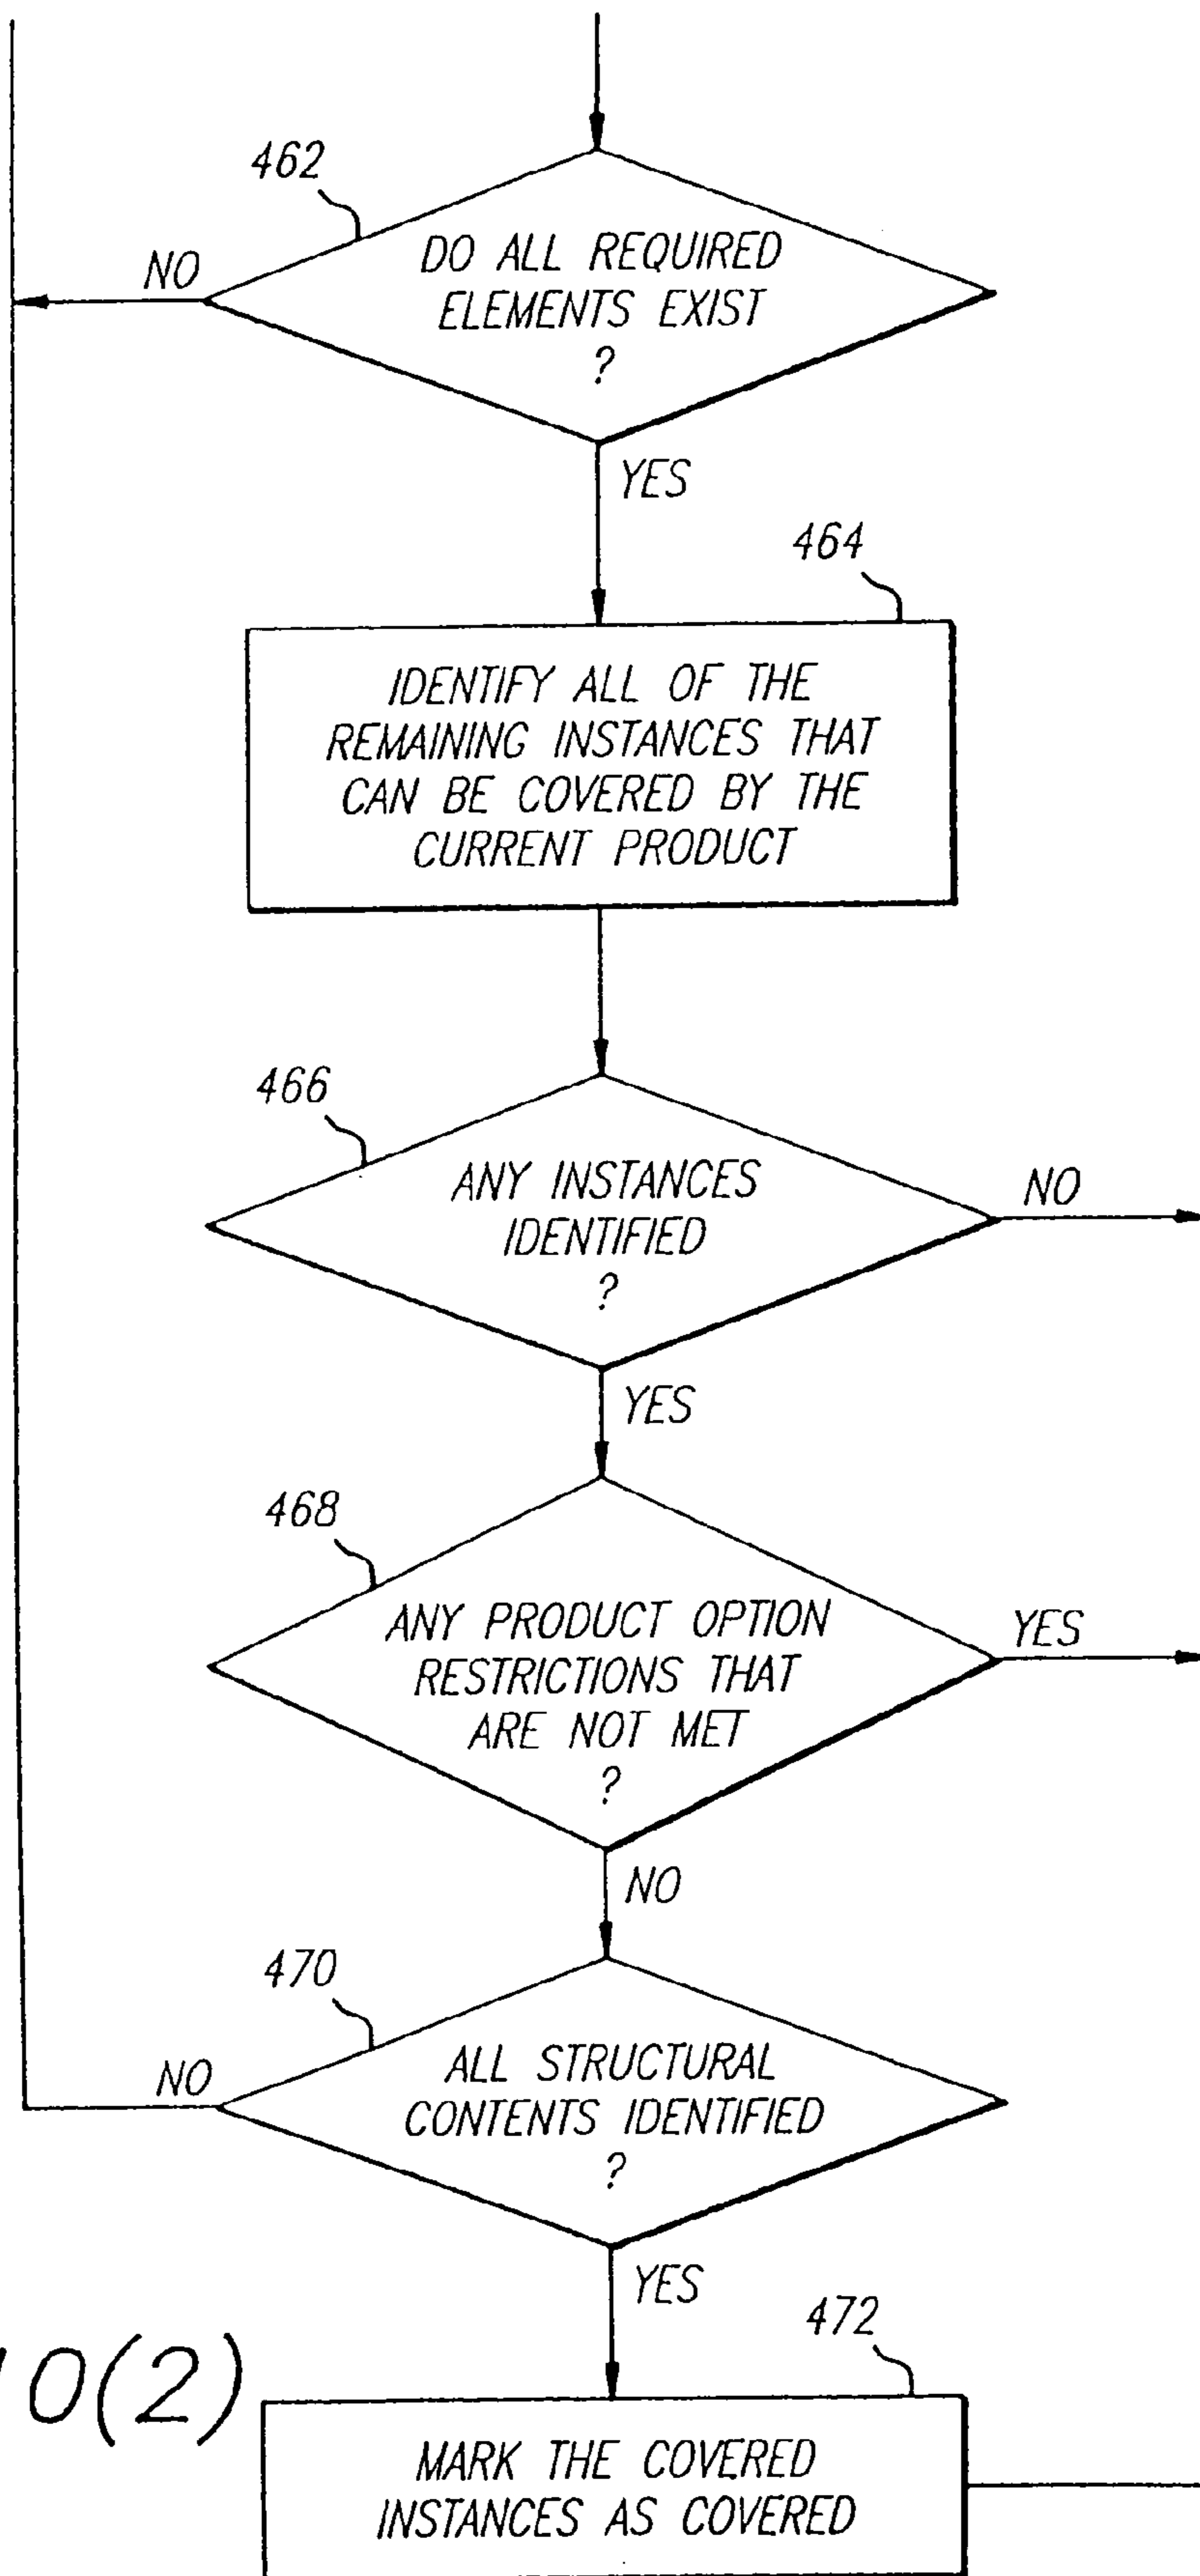 462
NO
DO ALL REQUIRED
ELEMENTS EXIST
?
YES
464
IDENTIFY ALL OF THE
REMAINING INSTANCES THAT
CAN BE COVERED BY THE
CURRENT PRODUCT
466
ANY INSTANCES
IDENTIFIED
?
NO
YES
468
ANY PRODUCT OPTION
RESTRICTIONS THAT
ARE NOT MET
?
YES
NO
470
NO
ALL STRUCTURAL
CONTENTS IDENTIFIED
?
YES
472
0(2)
MARK THE COVERED
INSTANCES AS COVERED